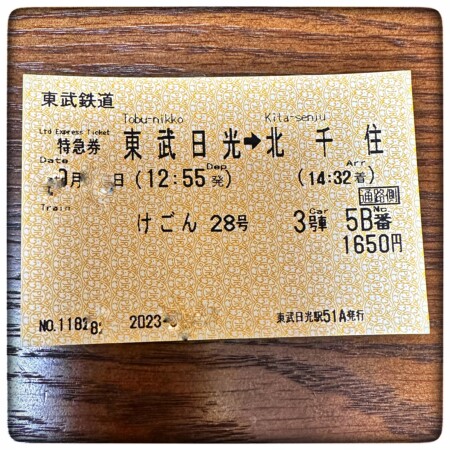 東武鉄道
Tobu-nikko Kita-senju
Ltd Express Ticket
特急券 東武日光➡北千住
Date Dep Arr
月 日(12:55発) (14:32着)
通路側
Train Car No
けごん 28号 3号車 5B番
1650円
NO.1182 2023- 東武日光駅51A発行